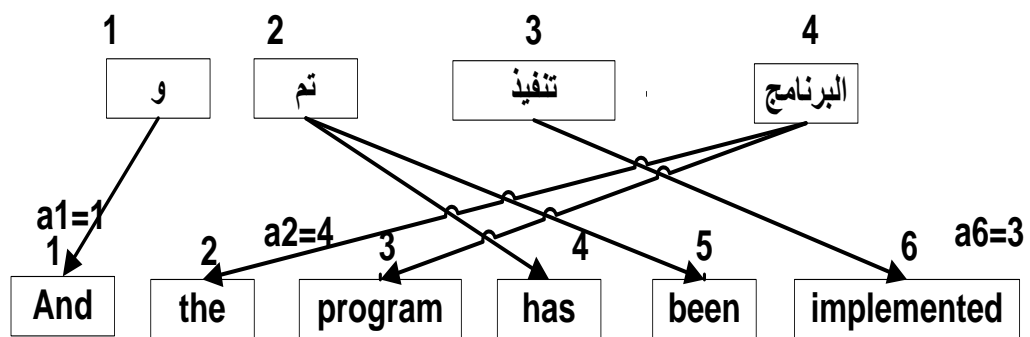 1 2 3 4
و تم تنفيذ البرنامج
a1=1 a2=4 a6=3
1 2 3 4 5 6
And the program has been implemented